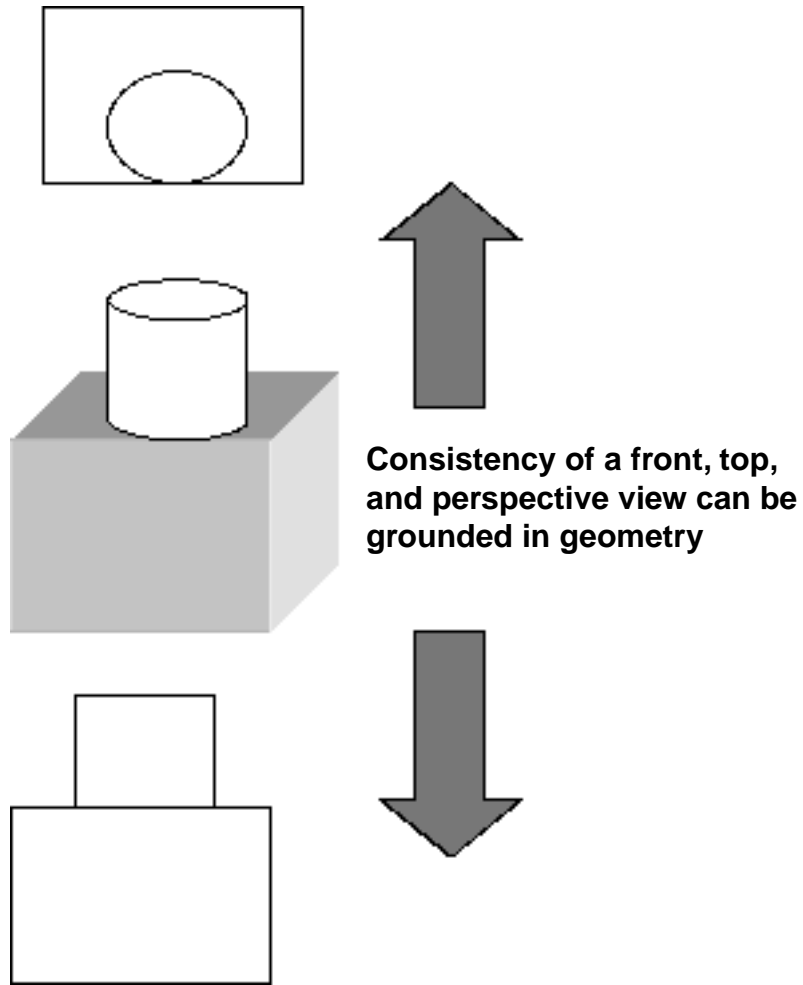 Consistency of a front, top,
and perspective view can be
grounded in geometry